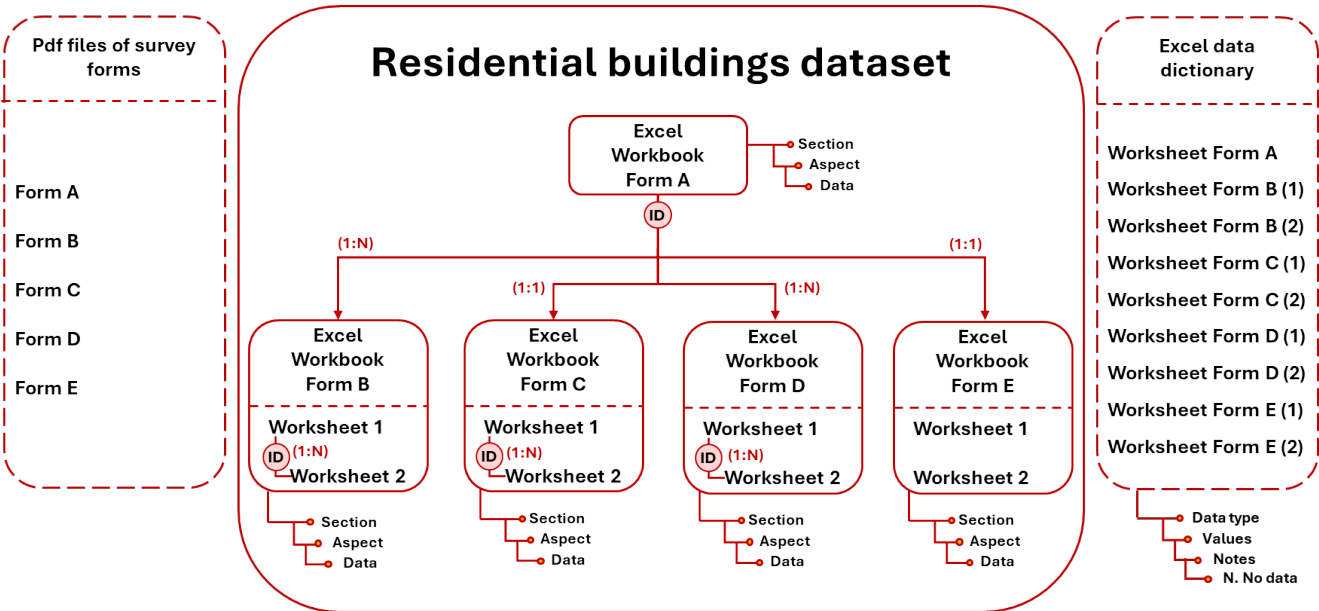 Pdf files of survey
forms
Form A
Form B
Form C
Form D
Form E
Residential buildings dataset
Excel
Workbook
Form A
Section
Aspect
Data
ID
(1:N)
(1:1)
(1:1)
(1:N)
Excel
Workbook
Form B
Worksheet 1
ID (1:N)
Worksheet 2
Section
Aspect
Data
Excel
Workbook
Form C
Worksheet 1
ID (1:N)
Worksheet 2
Section
Aspect
Data
Excel
Workbook
Form D
Worksheet 1
ID (1:N)
Worksheet 2
Section
Aspect
Data
Excel
Workbook
Form E
Worksheet 1
Worksheet 2
Section
Aspect
Data
Excel data
dictionary
Worksheet Form A
Worksheet Form B (1)
Worksheet Form B (2)
Worksheet Form C (1)
Worksheet Form C (2)
Worksheet Form D (1)
Worksheet Form D (2)
Worksheet Form E (1)
Worksheet Form E (2)
Data type
Values
Notes
N. No data